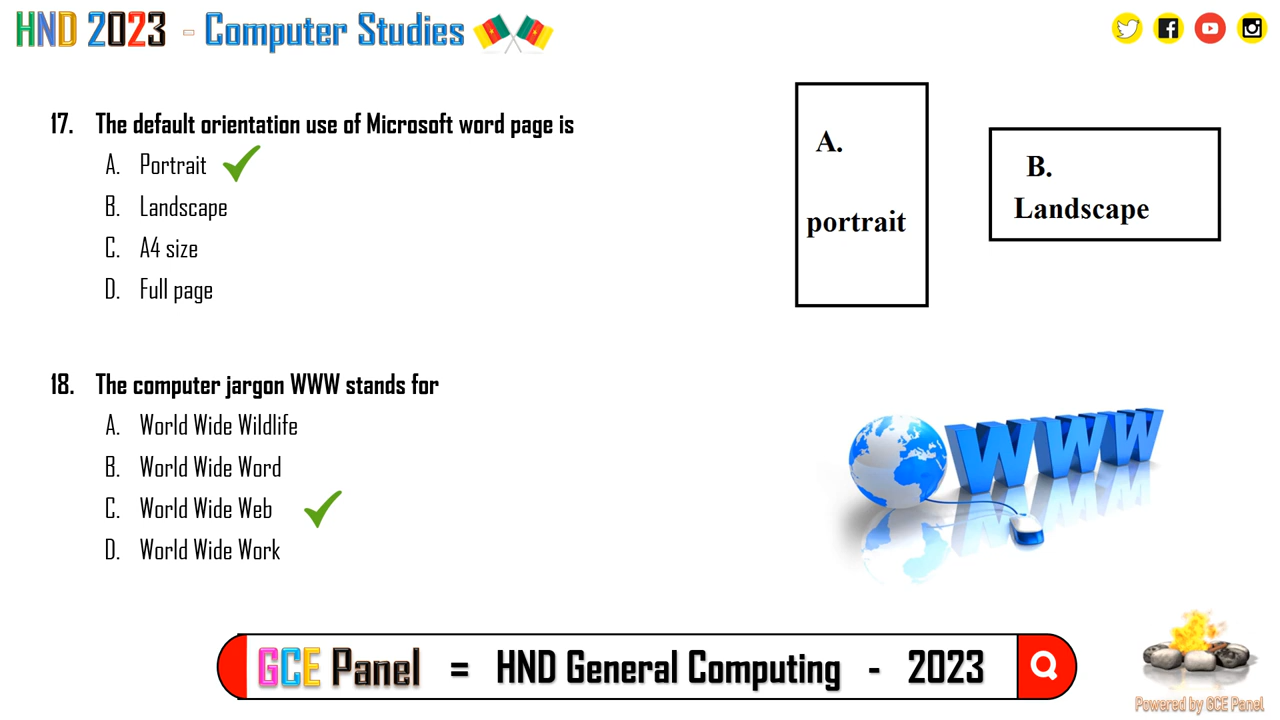 HND 2023 - Computer Studies
17. The default orientation use of Microsoft word page is
A. Portrait
B. Landscape
C. A4 size
D. Full page
A.
portrait
B.
Landscape
18. The computer jargon WWW stands for
A. World Wide Wildlife
B. World Wide Word
C. World Wide Web
D. World Wide Work
WWW
GCE Panel = HND General Computing - 2023
Powered by GCE Panel